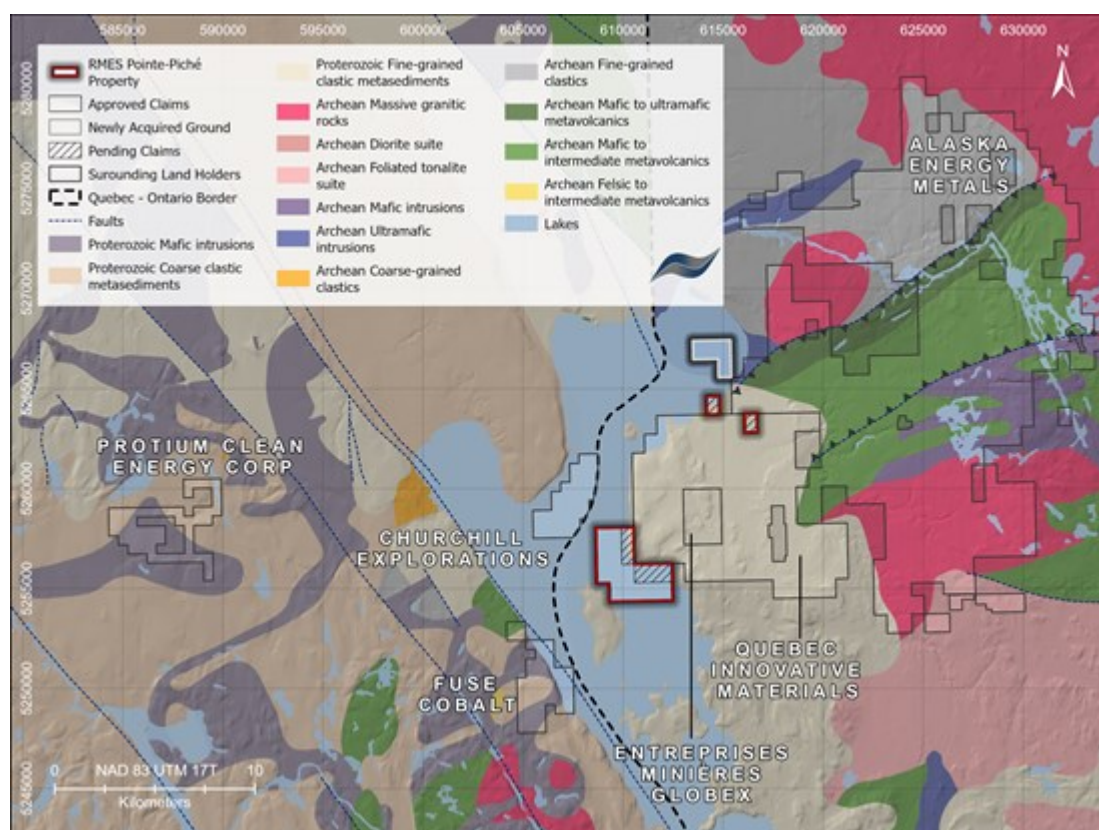 585000 590000 595000 600000 605000 610000 615000 620000 625000 630000
N
RMES Pointe-Piché
Property
Approved Claims
Newly Acquired Ground
Pending Claims
Surounding Land Holders
Quebec - Ontario Border
Faults
Proterozoic Mafic intrusions
Proterozoic Coarse clastic
metasediments
Proterozoic Fine-grained
clastic metasediments
Archean Massive granitic
rocks
Archean Diorite suite
Archean Foliated tonalite
suite
Archean Mafic intrusions
Archean Ultramafic
intrusions
Archean Coarse-grained
clastics
Archean Fine-grained
clastics
Archean Mafic to ultramafic
metavolcanics
Archean Mafic to
intermediate metavolcanics
Archean Felsic to
intermediate metavolcanics
Lakes
5280000
5275000
5270000
5265000
5260000
5255000
5250000
5245000
ALASKA
ENERGY
METALS
PROTIUM CLEAN
ENERGY CORP
CHURCHILL
EXPLORATIONS
FUSE
COBALT
QUEBEC
INNOVATIVE
MATERIALS
ENTREPRISES
MINIÈRES
GLOBEX
0 NAD 83 UTM 17T 10
Kilometers